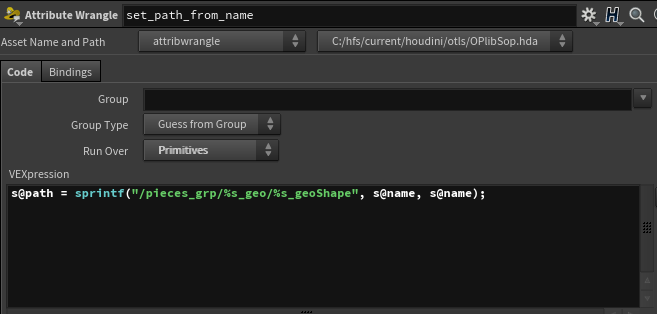 Attribute Wrangle set_path_from_name
Asset Name and Path attribwrangle C:/hfs/current/houdini/otls/OPlibSop.hda
Code Bindings
Group
Group Type Guess from Group
Run Over Primitives
VEXpression
s@path = sprintf("/pieces_grp/%s_geo/%s_geoShape", s@name, s@name);